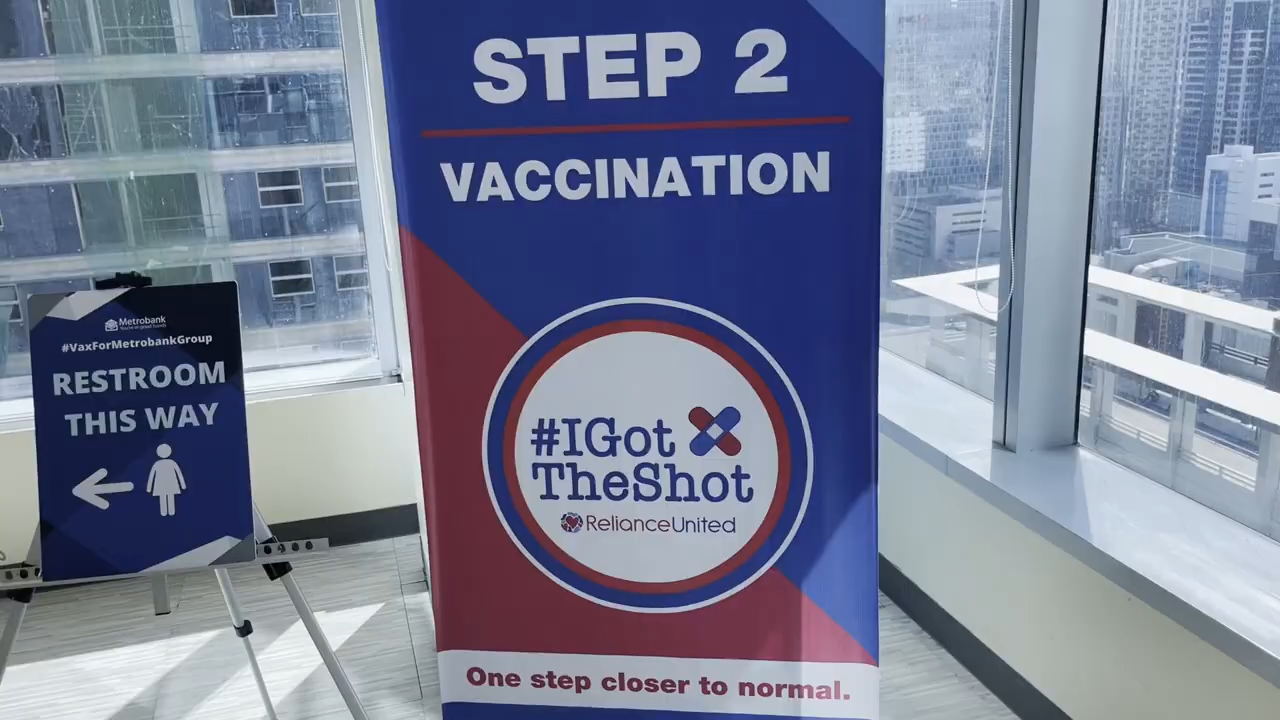 STEP 2
VACCINATION
#IGot
TheShot
RelianceUnited
One step closer to normal.
Metrobank
You're in good hands
#VaxForMetrobankGroup
RESTROOM
THIS WAY